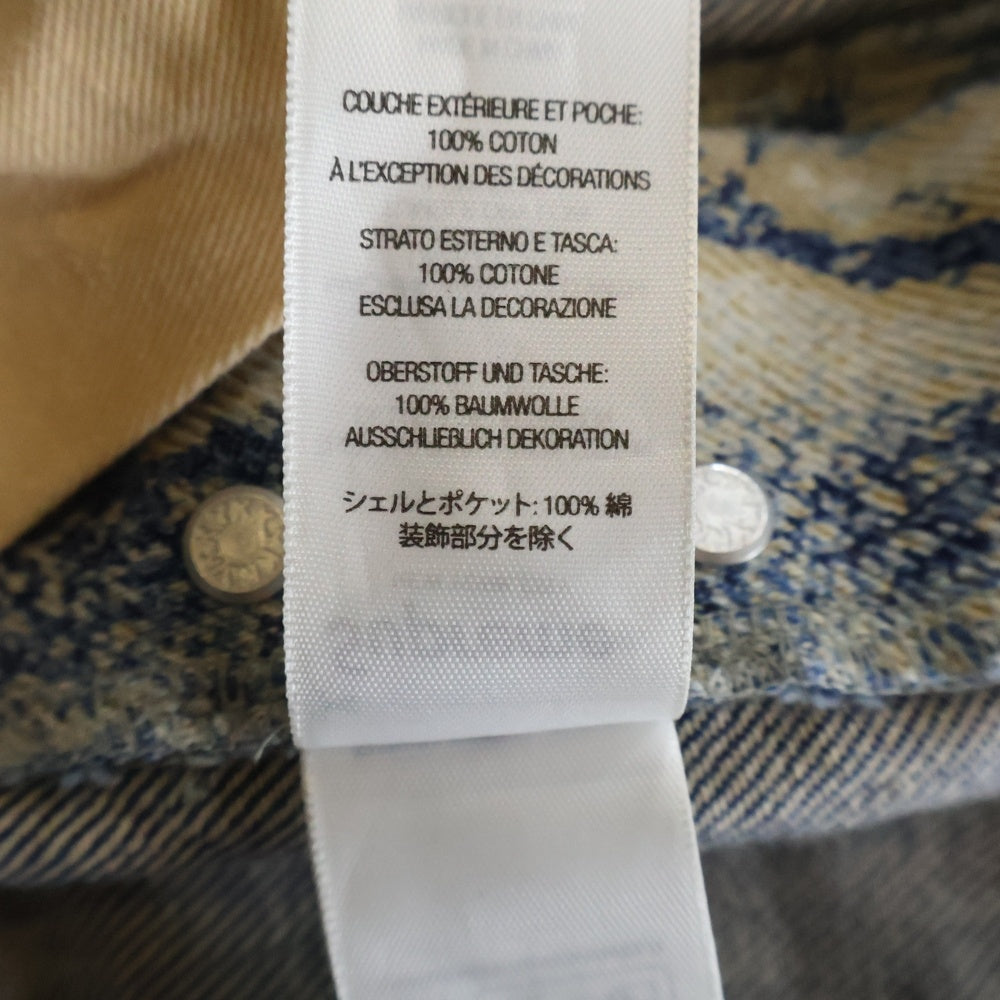 COUCHE EXTÉRIEURE ET POCHE:
100% COTON
À L'EXCEPTION DES DÉCORATIONS
STRATO ESTERNO E TASCA:
100% COTONE
ESCLUSA LA DECORAZIONE
OBERSTOFF UND TASCHE:
100% BAUMWOLLE
AUSSCHLIEßLICH DEKORATION
シェルとポケット: 100% 綿
装飾部分を除く